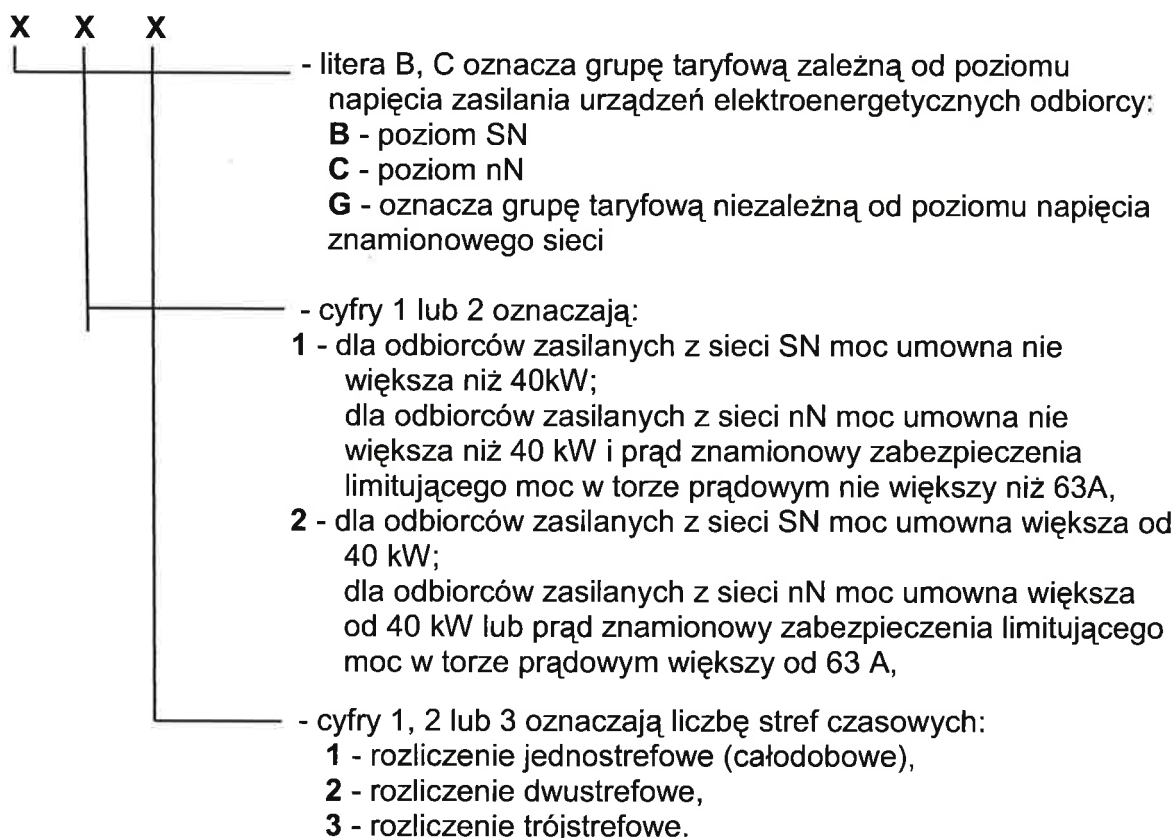 X X X
- litera B, C oznacza grupę taryfową zależną od poziomu
napięcia zasilania urządzeń elektroenergetycznych odbiorcy:
B - poziom SN
C - poziom nN
G - oznacza grupę taryfową niezależną od poziomu napięcia
znamionowego sieci
- cyfry 1 lub 2 oznaczają:
1 - dla odbiorców zasilanych z sieci SN moc umowna nie
większa niż 40kW;
dla odbiorców zasilanych z sieci nN moc umowna nie
większa niż 40 kW i prąd znamionowy zabezpieczenia
limitującego moc w torze prądowym nie większy niż 63A,
2 - dla odbiorców zasilanych z sieci SN moc umowna większa od
40 kW;
dla odbiorców zasilanych z sieci nN moc umowna większa
od 40 kW lub prąd znamionowy zabezpieczenia limitującego
moc w torze prądowym większy od 63 A,
- cyfry 1, 2 lub 3 oznaczają liczbę stref czasowych:
1 - rozliczenie jednostrefowe (całodobowe),
2 - rozliczenie dwustrefowe,
3 - rozliczenie trójstrefowe.